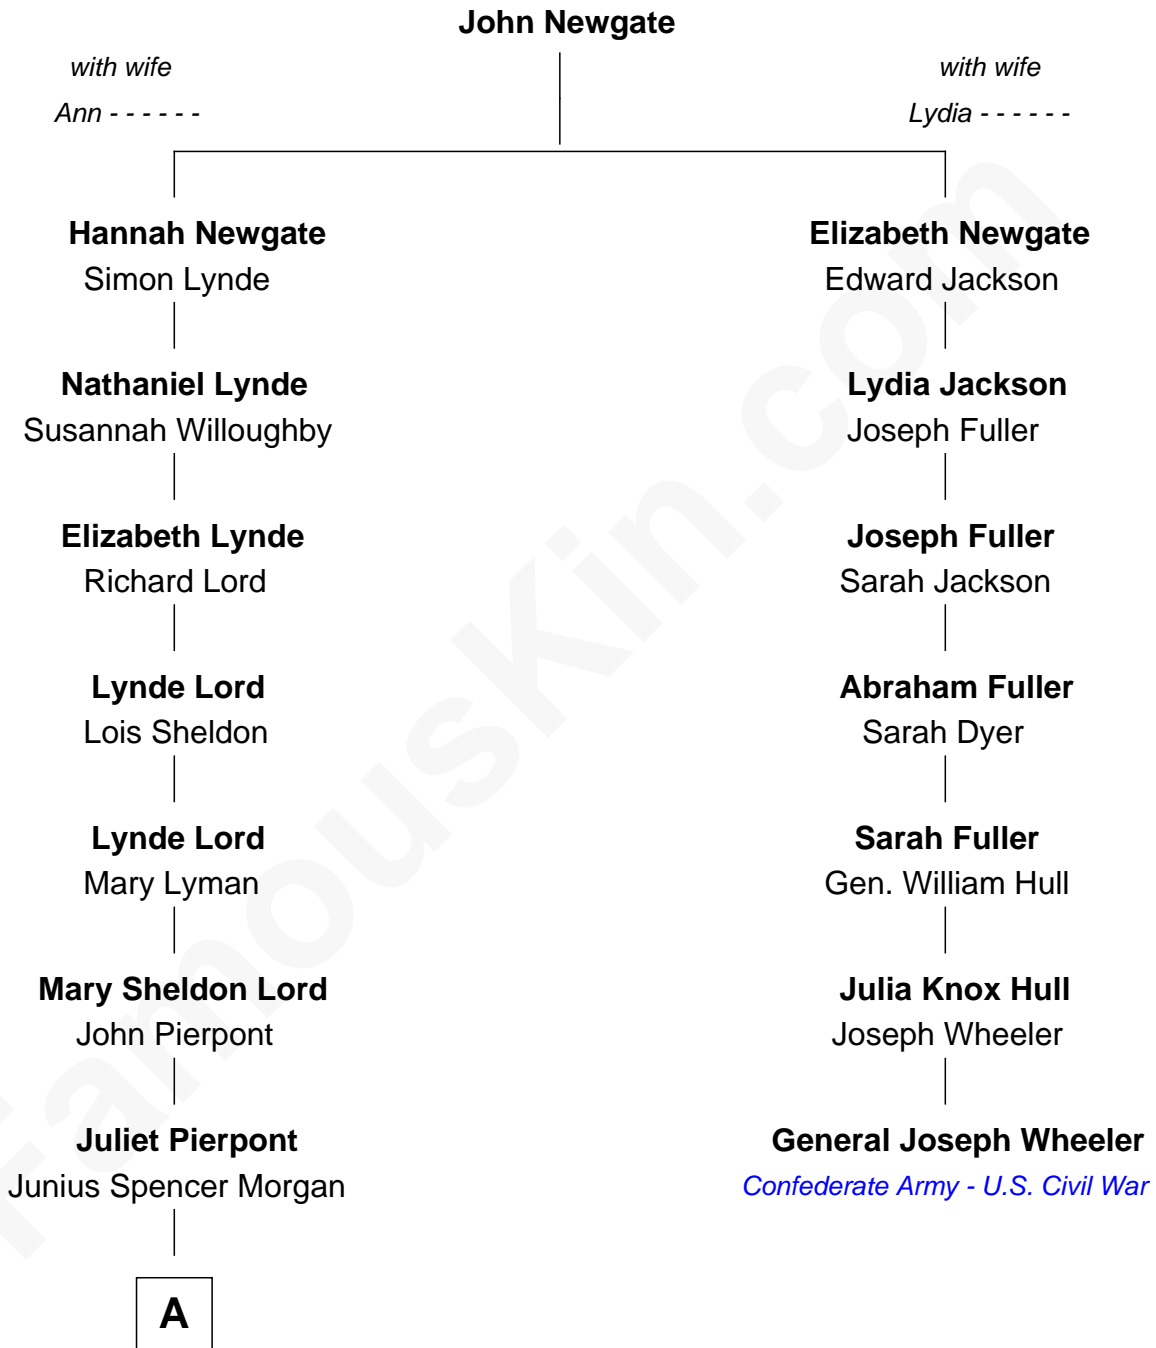 John Newgate
with wife
Ann - - - - - -
with wife
Lydia - - - - - -
Hannah Newgate
Simon Lynde
Elizabeth Newgate
Edward Jackson
Nathaniel Lynde
Susannah Willoughby
Lydia Jackson
Joseph Fuller
Elizabeth Lynde
Richard Lord
Joseph Fuller
Sarah Jackson
Lynde Lord
Lois Sheldon
Abraham Fuller
Sarah Dyer
Lynde Lord
Mary Lyman
Sarah Fuller
Gen. William Hull
Mary Sheldon Lord
John Pierpont
Julia Knox Hull
Joseph Wheeler
Juliet Pierpont
Junius Spencer Morgan
General Joseph Wheeler
Confederate Army - U.S. Civil War
A
FamousKin.com